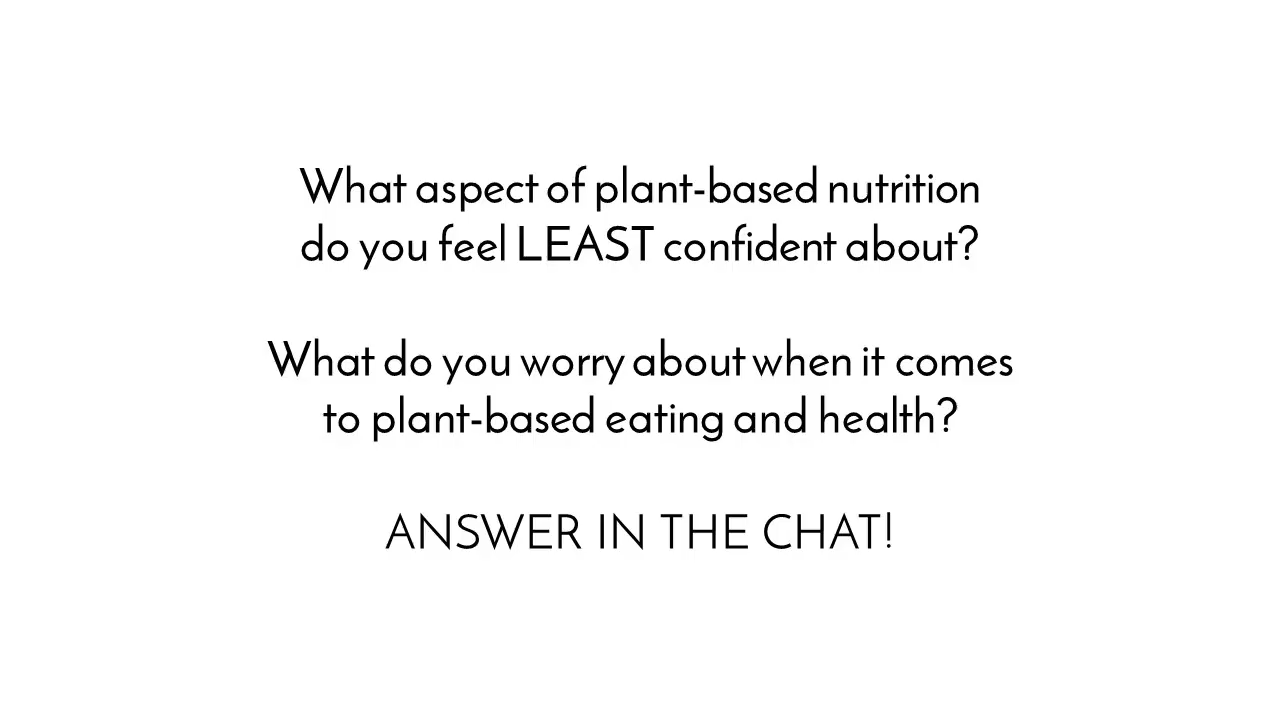 What aspect of plant-based nutrition
do you feel LEAST confident about?
What do you worry about when it comes
to plant-based eating and health?
ANSWER IN THE CHAT!